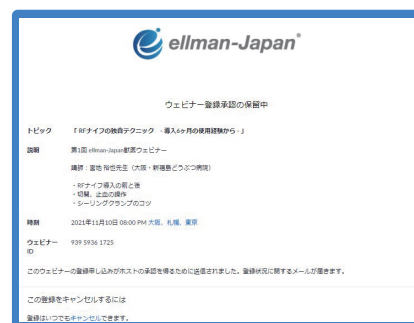 ellman-Japan®
ウェビナー登録承認の保留中
トピック 「 RFナイフの独自テクニック - 導入6ヶ月の使用経験から - 」
説明 第1回 ellman-Japan獣医ウェビナー
講師：宮地 裕也先生（大阪・新福島どうぶつ病院）
・RFナイフ導入の前と後
・切開、止血の操作
・シーリングクランプのコツ
時刻 2021年11月10日 08:00 PM 大阪、札幌、東京
ウェビナー 939 5936 1725
ID
このウェビナーの登録申し込みがホストの承認を得るために送信されました。登録状況に関するメールが届きます。
この登録をキャンセルするには
登録はいつでもキャンセルできます。